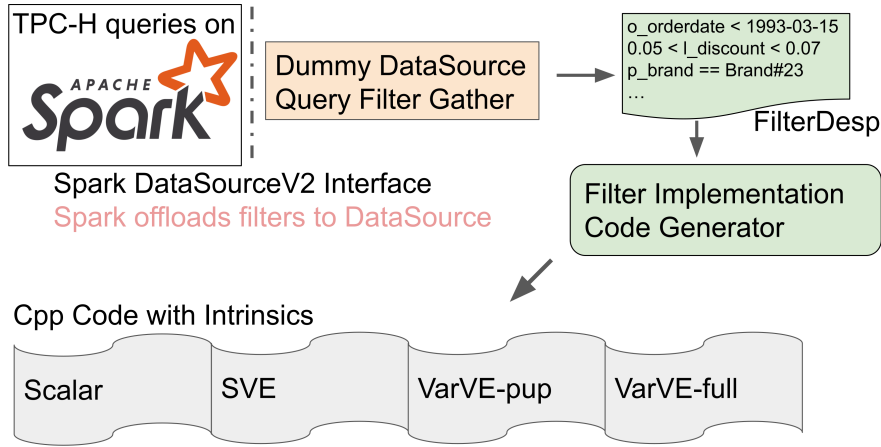 TPC-H queries on
APACHE
Spark
Dummy DataSource
Query Filter Gather
o_orderdate < 1993-03-15
0.05 < l_discount < 0.07
p_brand == Brand#23
...
FilterDesp
Spark DataSourceV2 Interface
Spark offloads filters to DataSource
Filter Implementation
Code Generator
Cpp Code with Intrinsics
Scalar
SVE
VarVE-pup
VarVE-full